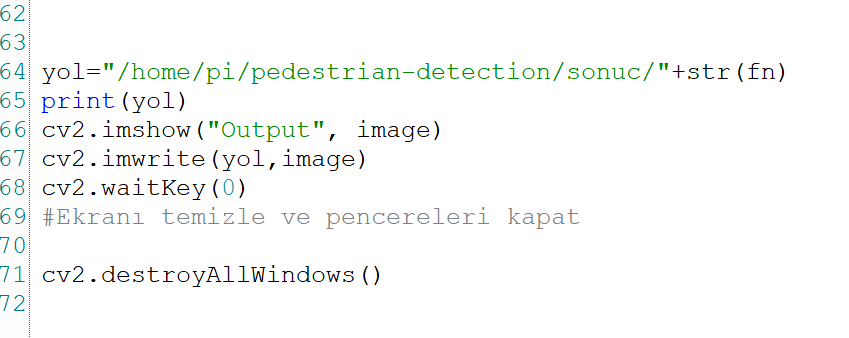 62
63
64 yol="/home/pi/pedestrian-detection/sonuc/"+str(fn)
65 print(yol)
66 cv2.imshow("Output", image)
67 cv2.imwrite(yol,image)
68 cv2.waitKey(0)
69 #Ekranı temizle ve pencereleri kapat
70
71 cv2.destroyAllWindows()
72